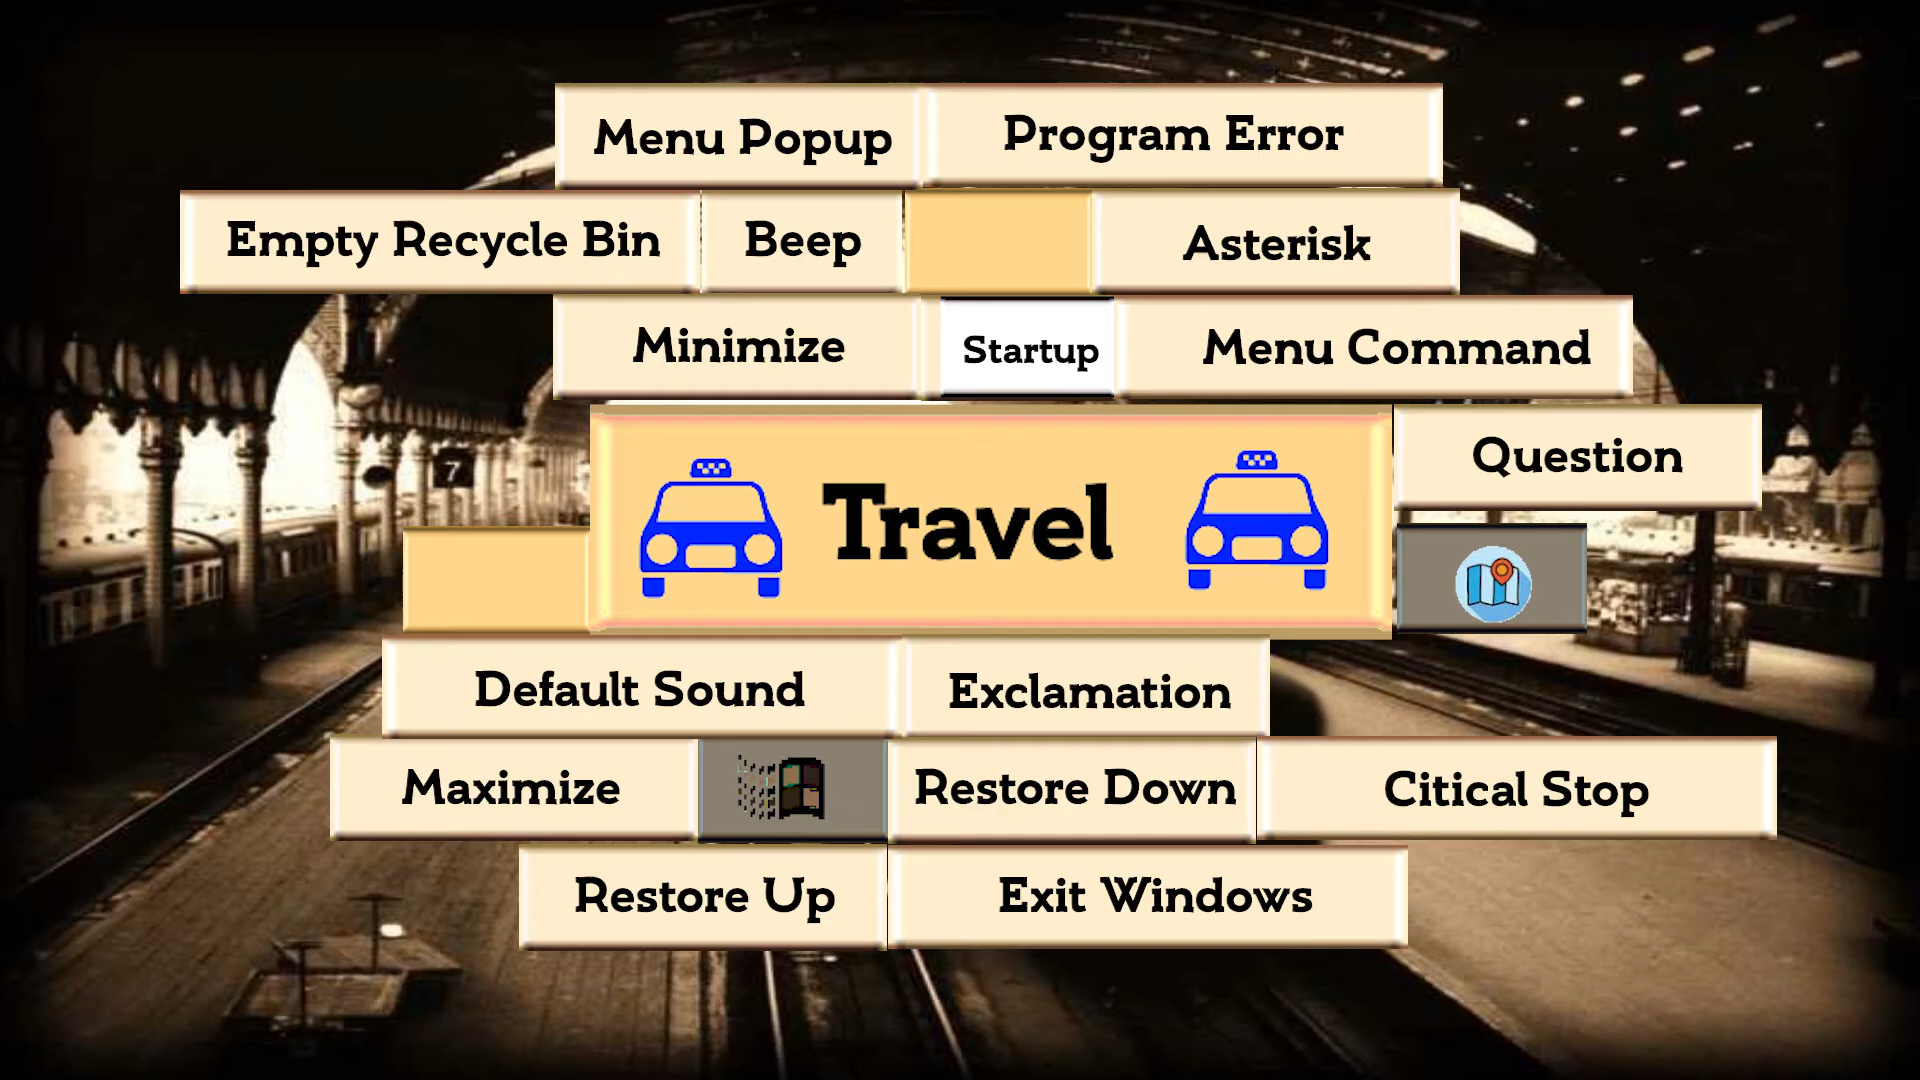 Menu Popup
Program Error
Empty Recycle Bin
Beep
Asterisk
Minimize
Startup
Menu Command
Question
7
Travel
Default Sound
Exclamation
Maximize
Restore Down
Citical Stop
Restore Up
Exit Windows